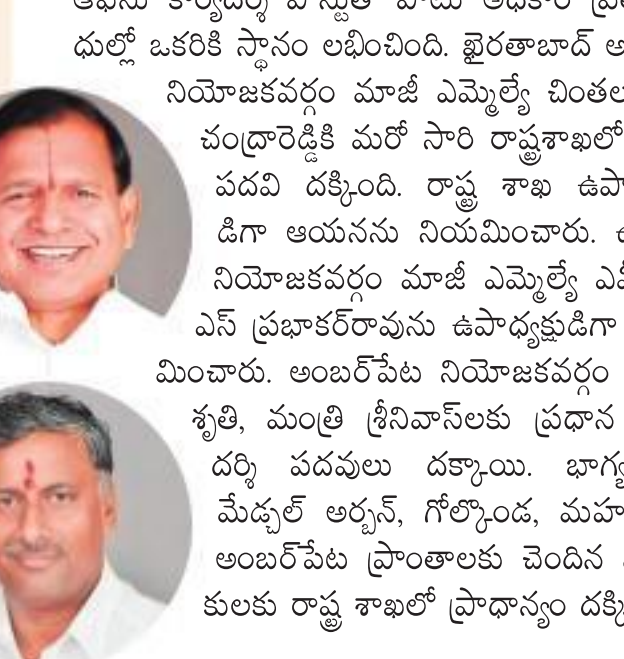 ధుల్లో ఒకరికి స్థానం లభించింది. ఖైరతాబాద్
నియోజకవర్గం మాజీ ఎమ్మెల్యే చింతల
చంద్రారెడ్డికి మరో సారి రాష్ట్రశాఖలో
పదవి దక్కింది. రాష్ట్ర శాఖ
డిగా ఆయనను నియమించారు.
నియోజకవర్గం మాజీ ఎమ్మెల్యే
ఎస్ ప్రభాకర్‌రావును ఉపాధ్యక్షుడిగా
మించారు. అంబర్‌పేట నియోజకవర్గం
శృతి, మంత్రి శ్రీనివాస్‌లకు ప్రధాన
దర్శి పదవులు దక్కాయి. భాగ్య
మేడ్చల్ అర్బన్, గోల్కొండ, మహ
అంబర్‌పేట ప్రాంతాలకు చెందిన
కులకు రాష్ట్ర శాఖలో ప్రాధాన్యం